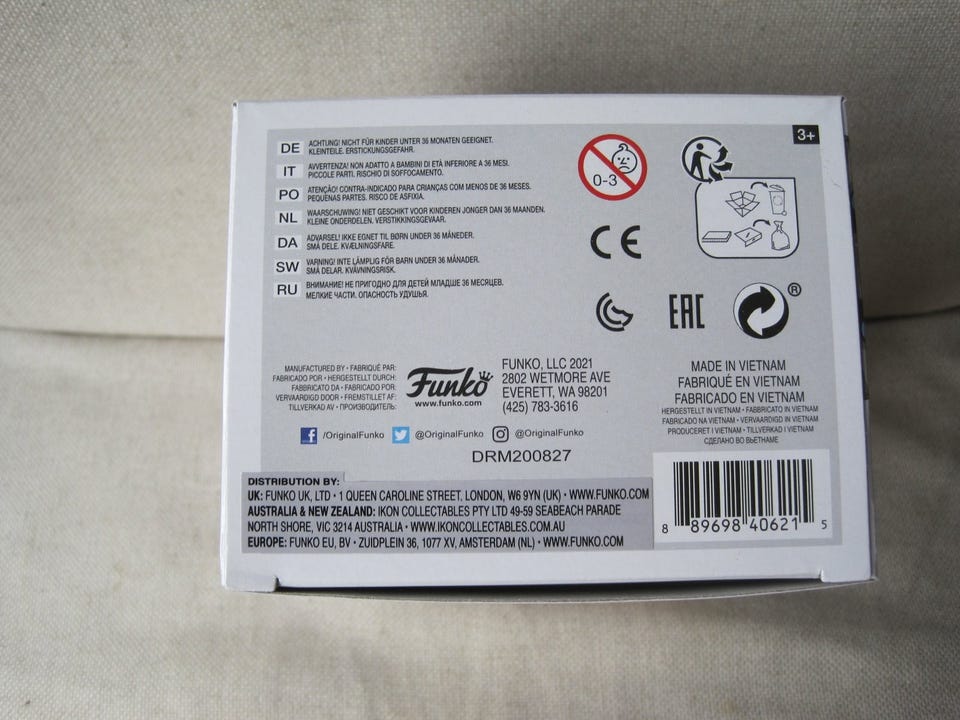 3+
DE ACHTUNG! NICHT FÜR KINDER UNTER 36 MONATEN GEEIGNET.
KLEINTEILE. ERSTICKUNGSGEFAHR.
IT AVVERTENZA! NON ADATTO A BAMBINI DI ETÀ INFERIORE A 36 MESI.
PICCOLE PARTI. RISCHIO DI SOFFOCAMENTO.
PO ATENÇÃO! CONTRA-INDICADO PARA CRIANÇAS COM MENOS DE 36 MESES.
PEQUENAS PARTES. RISCO DE ASFIXIA.
NL WAARSCHUWING! NIET GESCHIKT VOOR KINDEREN JONGER DAN 36 MAANDEN.
KLEINE ONDERDELEN. VERSTIKKINGSGEVAAR.
DA ADVARSEL! IKKE EGNET TIL BØRN UNDER 36 MÅNEDER.
SMÅ DELE. KVÆLNINGSFARE.
SW VARNING! INTE LÄMPLIG FÖR BARN UNDER 36 MÅNADER.
SMÅ DELAR. KVÄVNINGSRISK.
RU ВНИМАНИЕ! НЕ ПРИГОДНО ДЛЯ ДЕТЕЙ МЛАДШЕ 36 МЕСЯЦЕВ.
МЕЛКИЕ ЧАСТИ. ОПАСНОСТЬ УДУШЬЯ.
0-3
CE
EAC
®
MANUFACTURED BY • FABRIQUÉ PAR:
FABRICADO POR • HERGESTELLT DURCH:
FABBRICATO DA • FABRICADO POR:
VERVAARDIGD DOOR • FREMSTILLET AF:
TILLVERKAD AV • ПРОИЗВОДИТЕЛЬ:
Funko
www.funko.com
FUNKO, LLC 2021
2802 WETMORE AVE
EVERETT, WA 98201
(425) 783-3616
MADE IN VIETNAM
FABRIQUÉ EN VIETNAM
FABRICADO EN VIETNAM
HERGESTELLT IN VIETNAM • FABBRICATO IN VIETNAM
FABRICADO NA VIETNAM • VERVAARDIGD IN VIETNAM
PRODUCERET I VIETNAM • TILLVERKAD I VIETNAM
СДЕЛАНО ВО ВЬЕТНАМЕ
/OriginalFunko @OriginalFunko @OriginalFunko
DRM200827
DISTRIBUTION BY:
UK: FUNKO UK, LTD • 1 QUEEN CAROLINE STREET, LONDON, W6 9YN (UK) • WWW.FUNKO.COM
AUSTRALIA & NEW ZEALAND: IKON COLLECTABLES PTY LTD 49-59 SEABEACH PARADE
NORTH SHORE, VIC 3214 AUSTRALIA • WWW.IKONCOLLECTABLES.COM.AU
EUROPE: FUNKO EU, BV • ZUIDPLEIN 36, 1077 XV, AMSTERDAM (NL) • WWW.FUNKO.COM
8 89698 40621 5